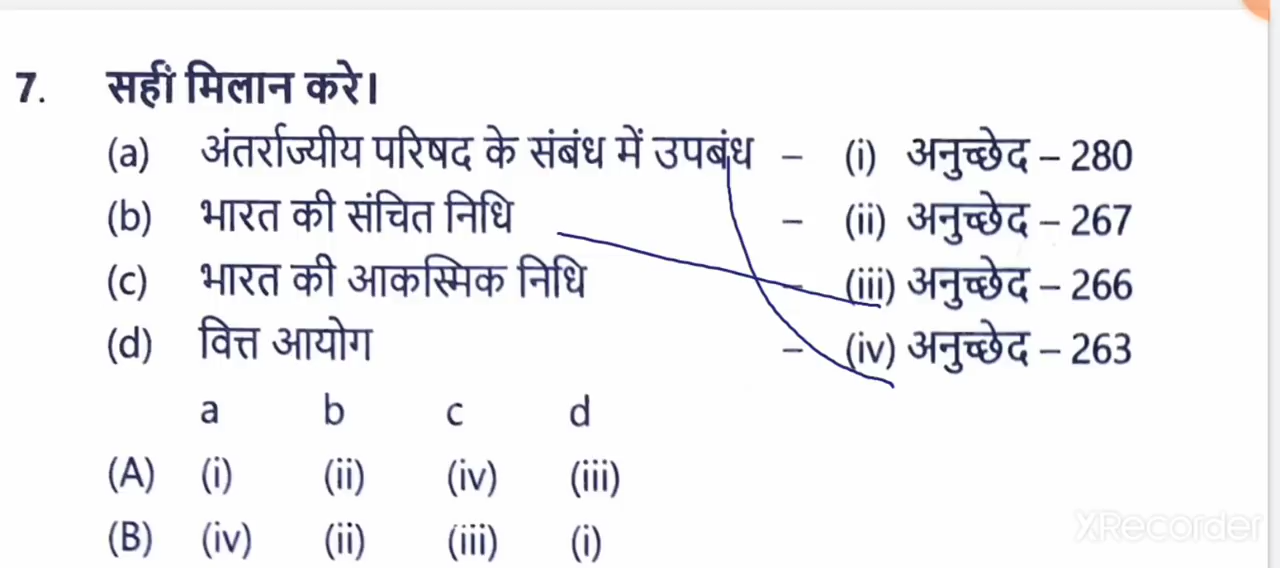 7. सहीं मिलान करे।
(a) अंतर्राज्यीय परिषद के संबंध में उपबंध – (i) अनुच्छेद – 280
(b) भारत की संचित निधि – (ii) अनुच्छेद – 267
(c) भारत की आकस्मिक निधि – (iii) अनुच्छेद – 266
(d) वित्त आयोग – (iv) अनुच्छेद – 263
a b c d
(A) (i) (ii) (iv) (iii)
(B) (iv) (ii) (iii) (i)
XRecorder